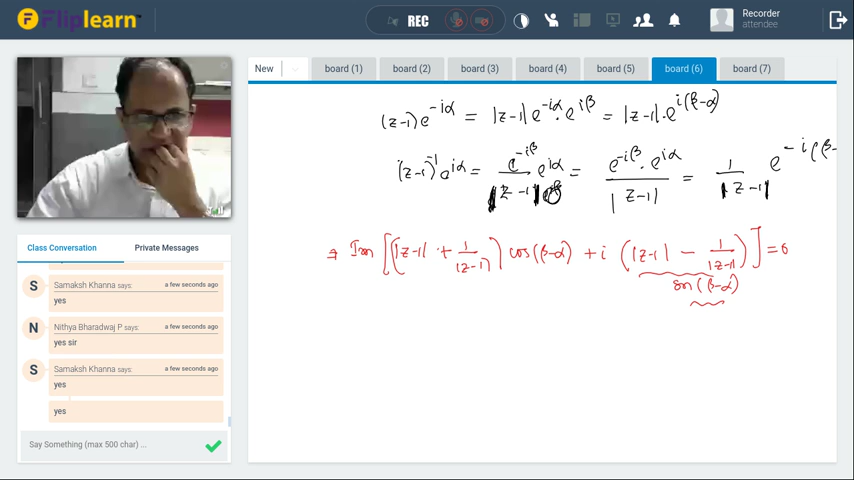 Fliplearn
REC
Recorder
attendee
New
board (1)
board (2)
board (3)
board (4)
board (5)
board (6)
board (7)
(z-1)e^{-iα} = |z-1| e^{-iα} · e^{iβ} = |z-1| · e^{i(β-α)}
(z-1)^{-1} e^{iα} = e^{-iβ} e^{iα} / |z-1| = e^{-iβ} · e^{iα} / |z-1| = 1/|z-1| e^{-i(β-
⇒ Im [(|z-1| + 1/|z-1|) cos(β-α) + i (|z-1| - 1/|z-1|)] = 0
sin(β-α)
Class Conversation
Private Messages
S
Samaksh Khanna says:
a few seconds ago
yes
N
Nithya Bharadwaj P says:
a few seconds ago
yes sir
S
Samaksh Khanna says:
a few seconds ago
yes
yes
Say Something (max 500 char) ...